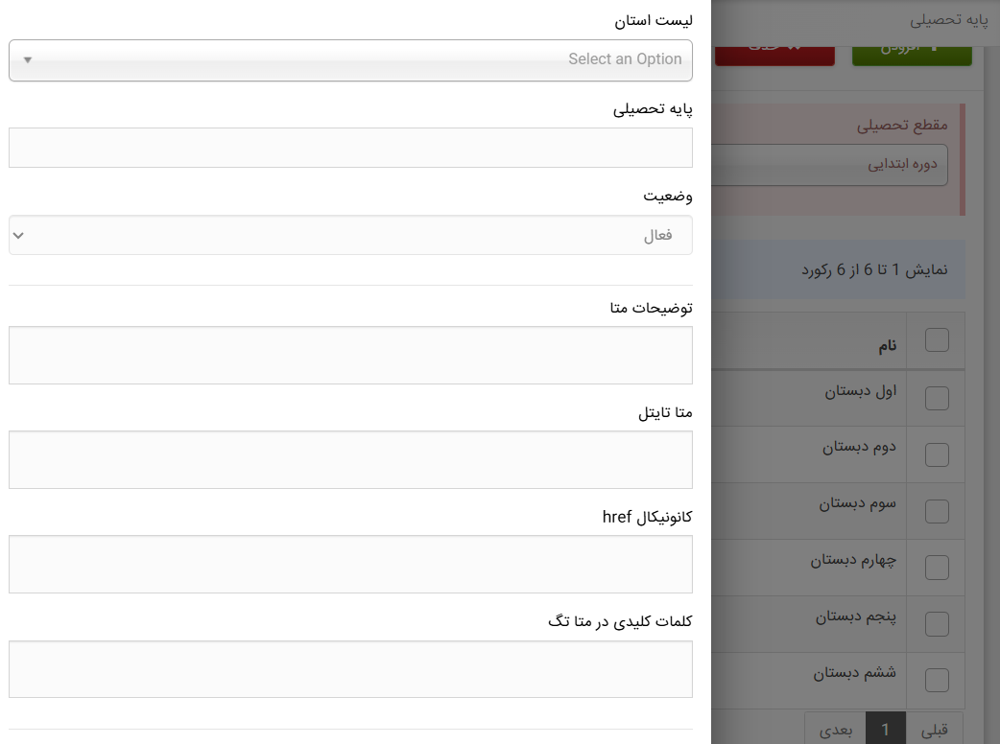 پایه تحصیلی
افزودن
حذف
مقطع تحصیلی
دوره ابتدایی
نمایش 1 تا 6 از 6 رکورد
نام
اول دبستان
دوم دبستان
سوم دبستان
چهارم دبستان
پنجم دبستان
ششم دبستان
قبلی 1 بعدی
لیست استان
Select an Option
پایه تحصیلی
وضعیت
فعال
توضیحات متا
متا تایتل
کانونیکال href
کلمات کلیدی در متا تگ